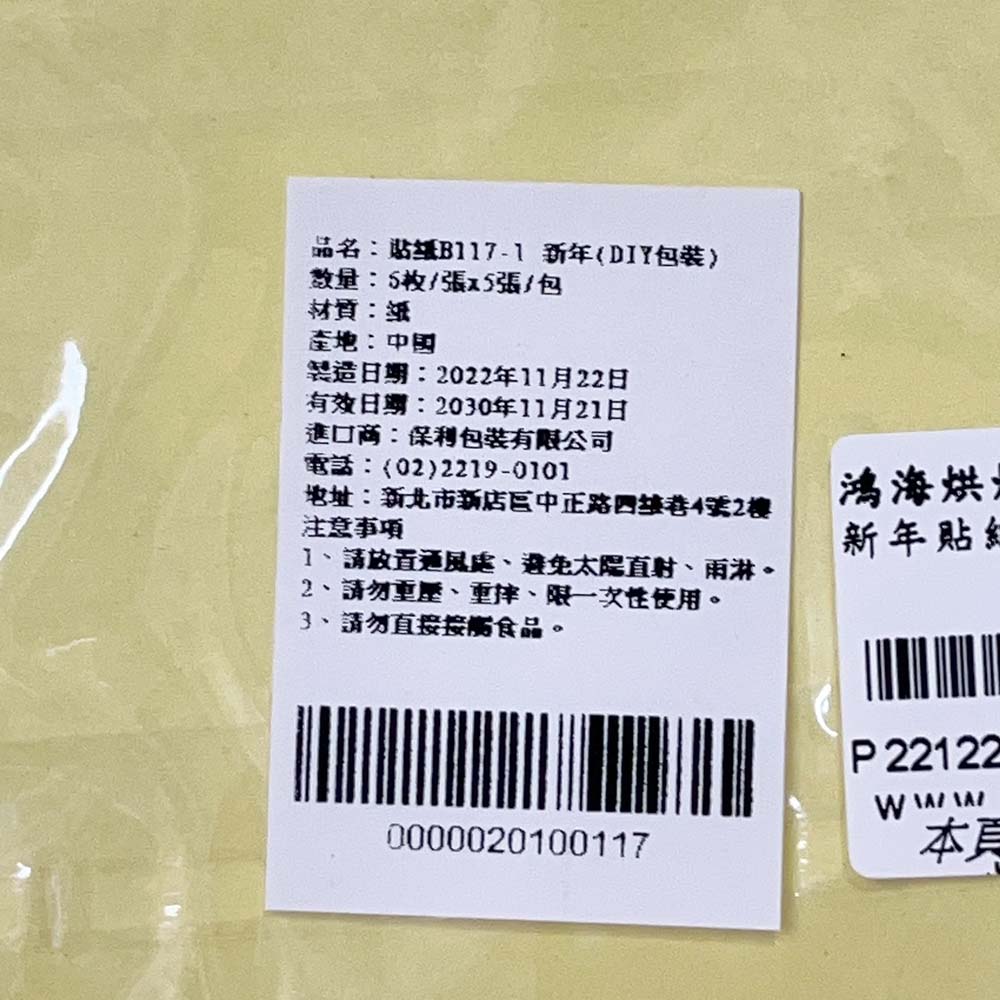 品名：貼紙B117-1 新年(DIY包裝)
數量：6枚/張x5張/包
材質：紙
產地：中國
製造日期：2022年11月22日
有效日期：2030年11月21日
進口商：保利包裝有限公司
電話：(02)2219-0101
地址：新北市新店區中正路四維巷4號2樓
注意事項
1、請放置通風處、避免太陽直射、雨淋。
2、請勿重壓、重摔、限一次性使用。
3、請勿直接接觸食品。
0000020100117
鴻海烘
新年貼紙
P22122
www
本頁